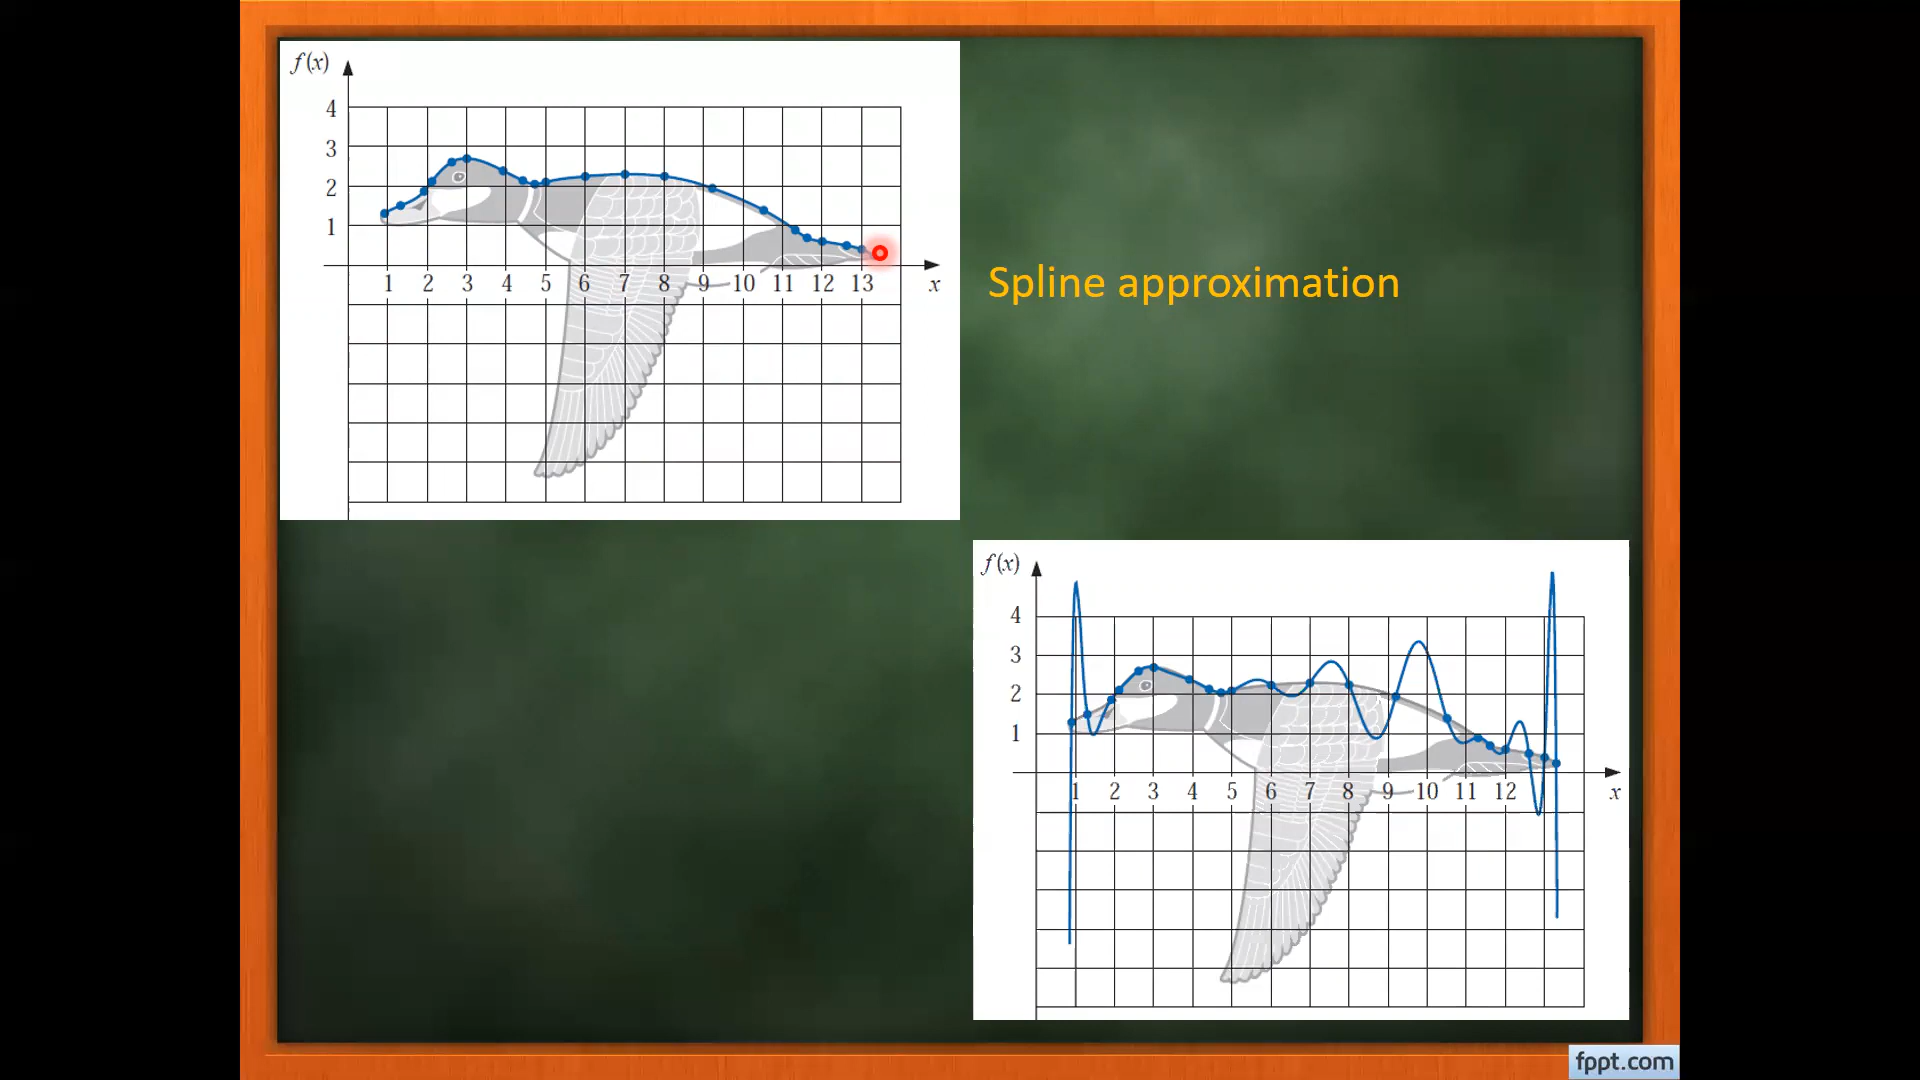 f(x)
4
3
2
1
1 2 3 4 5 6 7 8 9 10 11 12 13 x
Spline approximation
f(x)
4
3
2
1
1 2 3 4 5 6 7 8 9 10 11 12 x
fppt.com